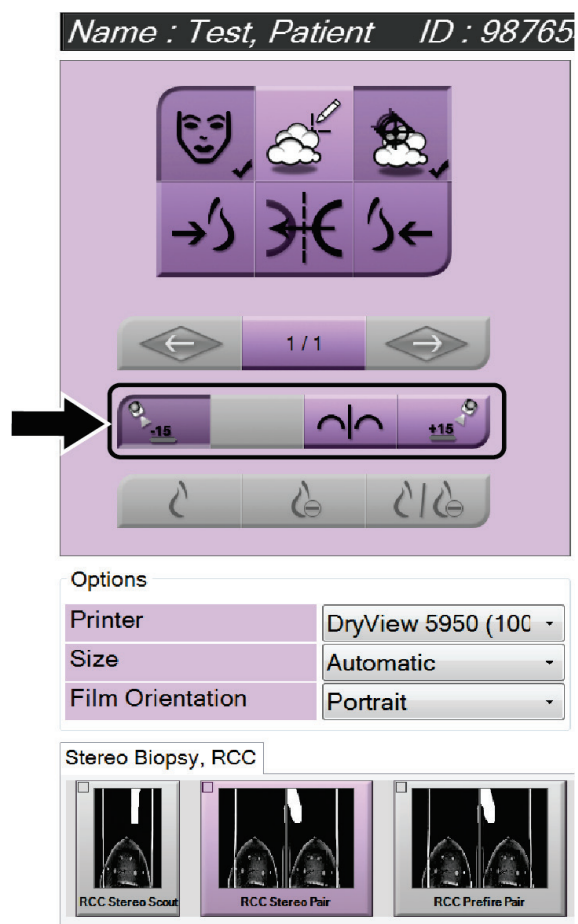 Name : Test, Patient ID : 98765
1 / 1
-15 +15
Options
Printer DryView 5950 (100
Size Automatic
Film Orientation Portrait
Stereo Biopsy, RCC
RCC Stereo Scout RCC Stereo Pair RCC Prefire Pair